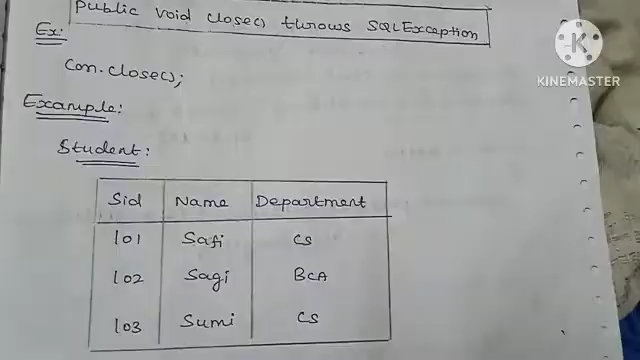 public void close() throws SQLException
Ex:
Con.close();
Example:
Student:
Sid Name Department
101 Safi CS
102 Sagi BCA
103 Sumi CS
KINEMASTER